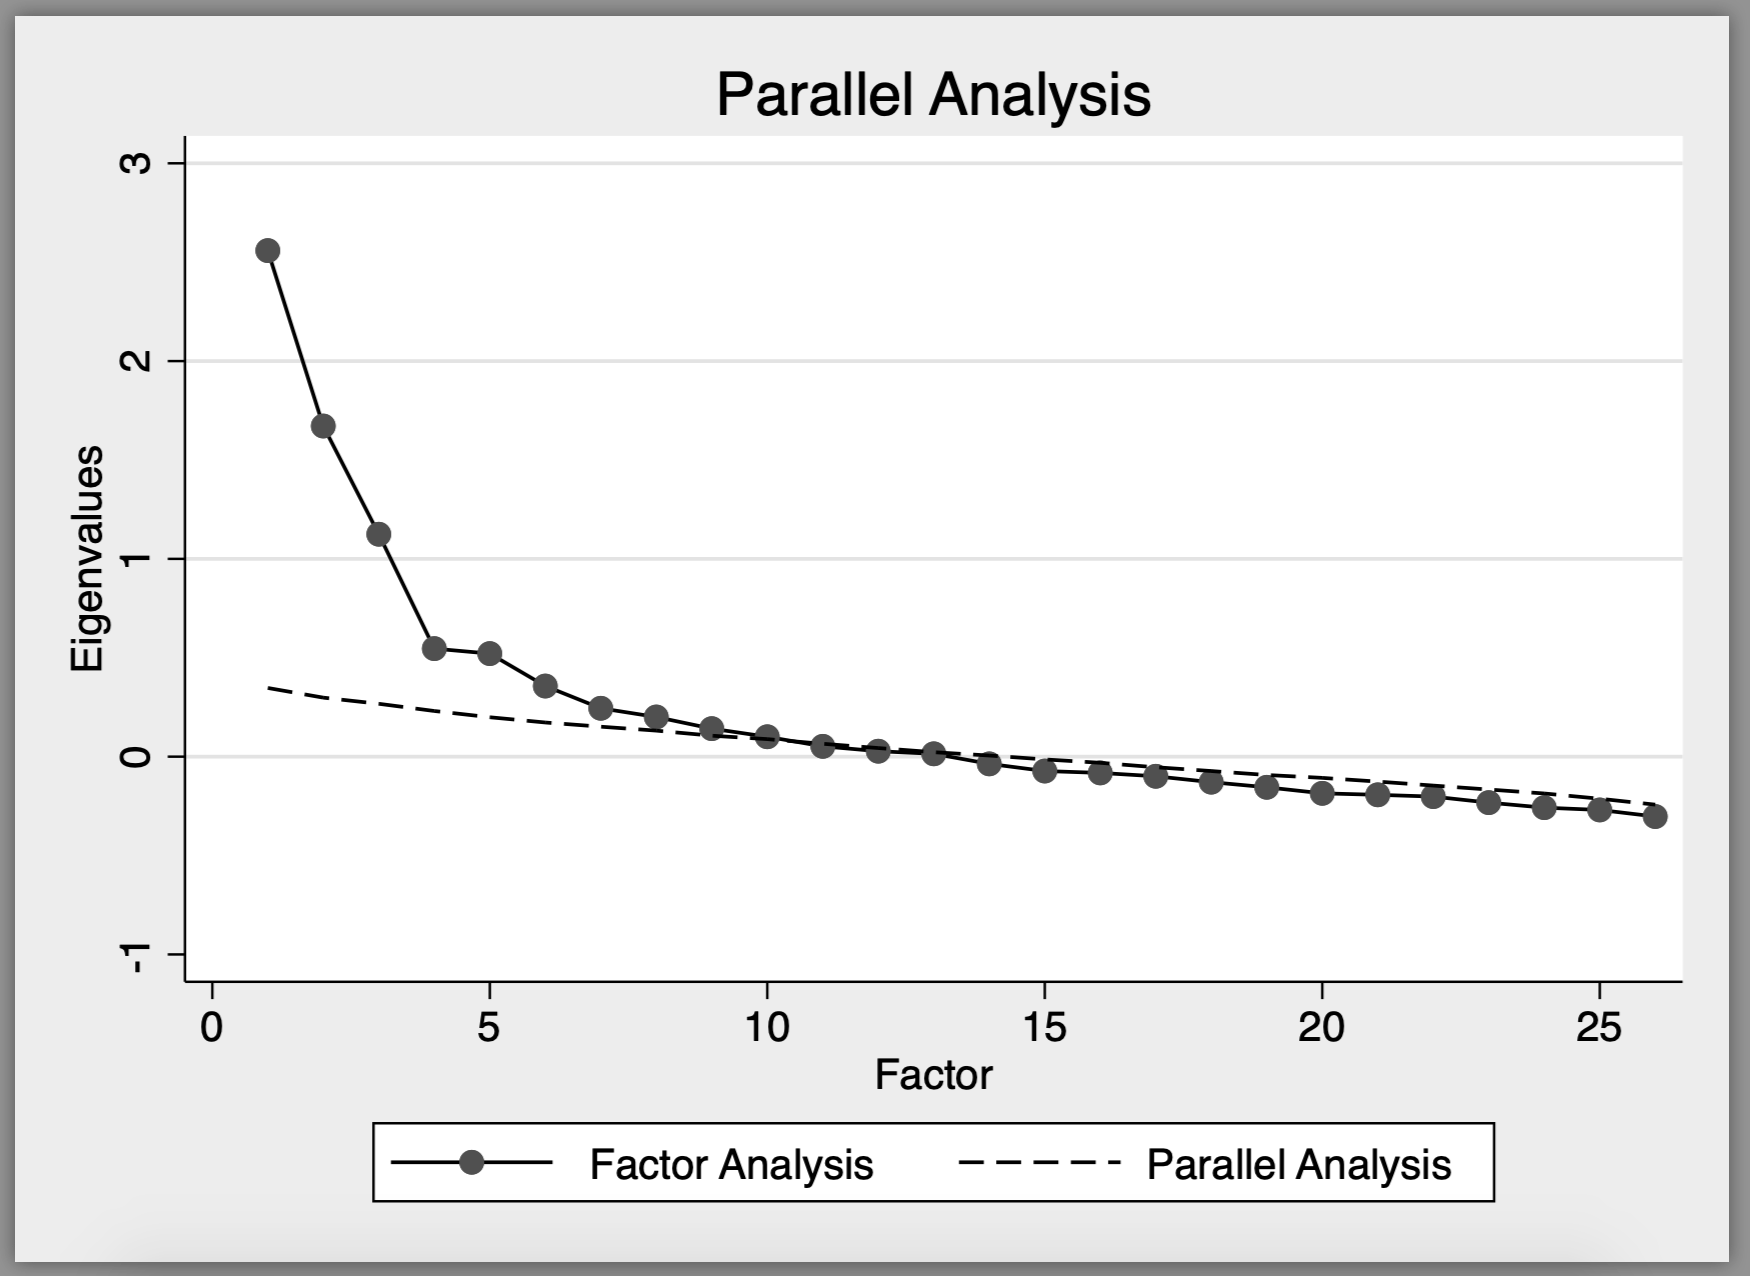 Parallel Analysis
3
2
1
0
-1
Eigenvalues
0 5 10 15 20 25
Factor
Factor Analysis Parallel Analysis